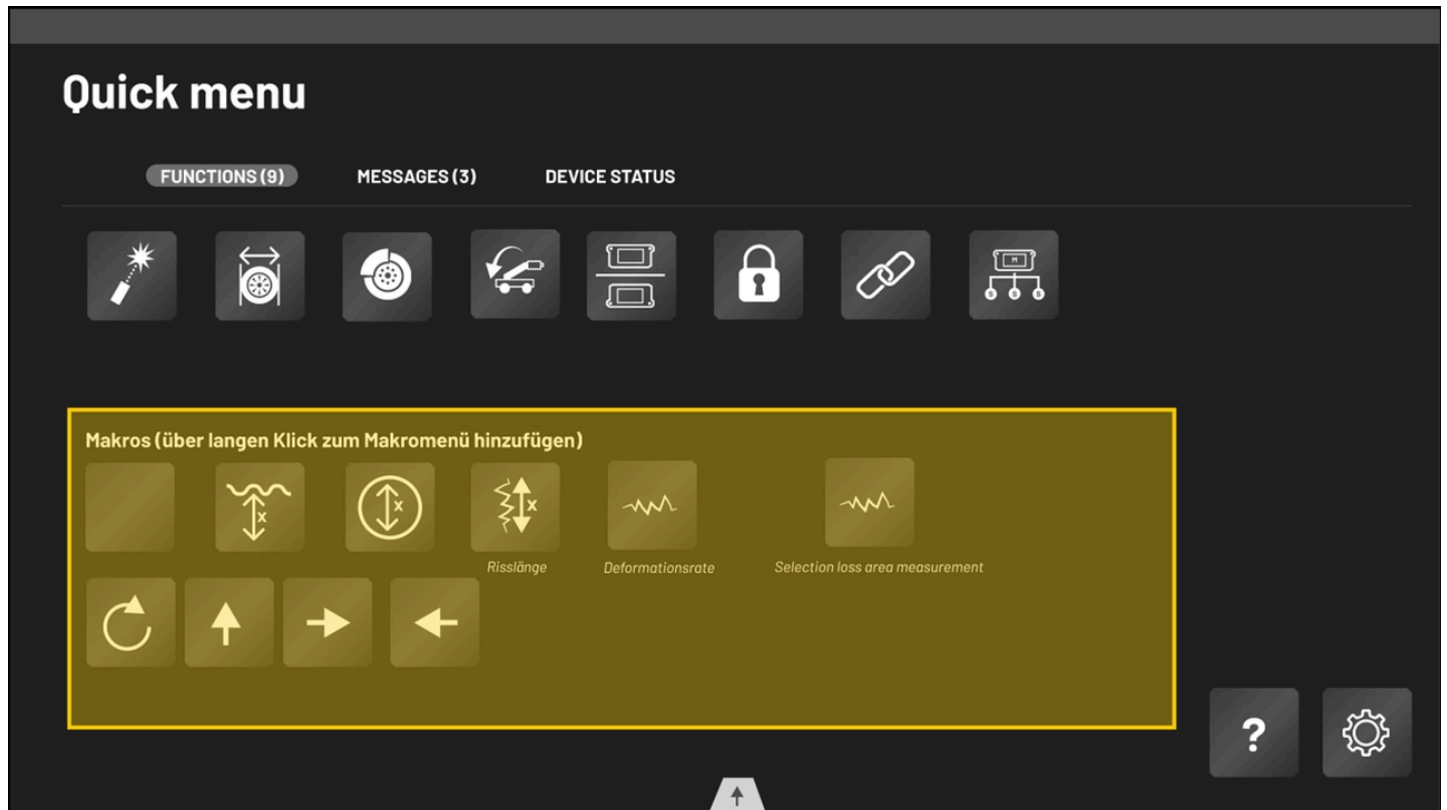 Quick menu
FUNCTIONS (9) MESSAGES (3) DEVICE STATUS
M
S S S
Makros (über langen Klick zum Makromenü hinzufügen)
x x x
Risslänge Deformationsrate Selection loss area measurement
?